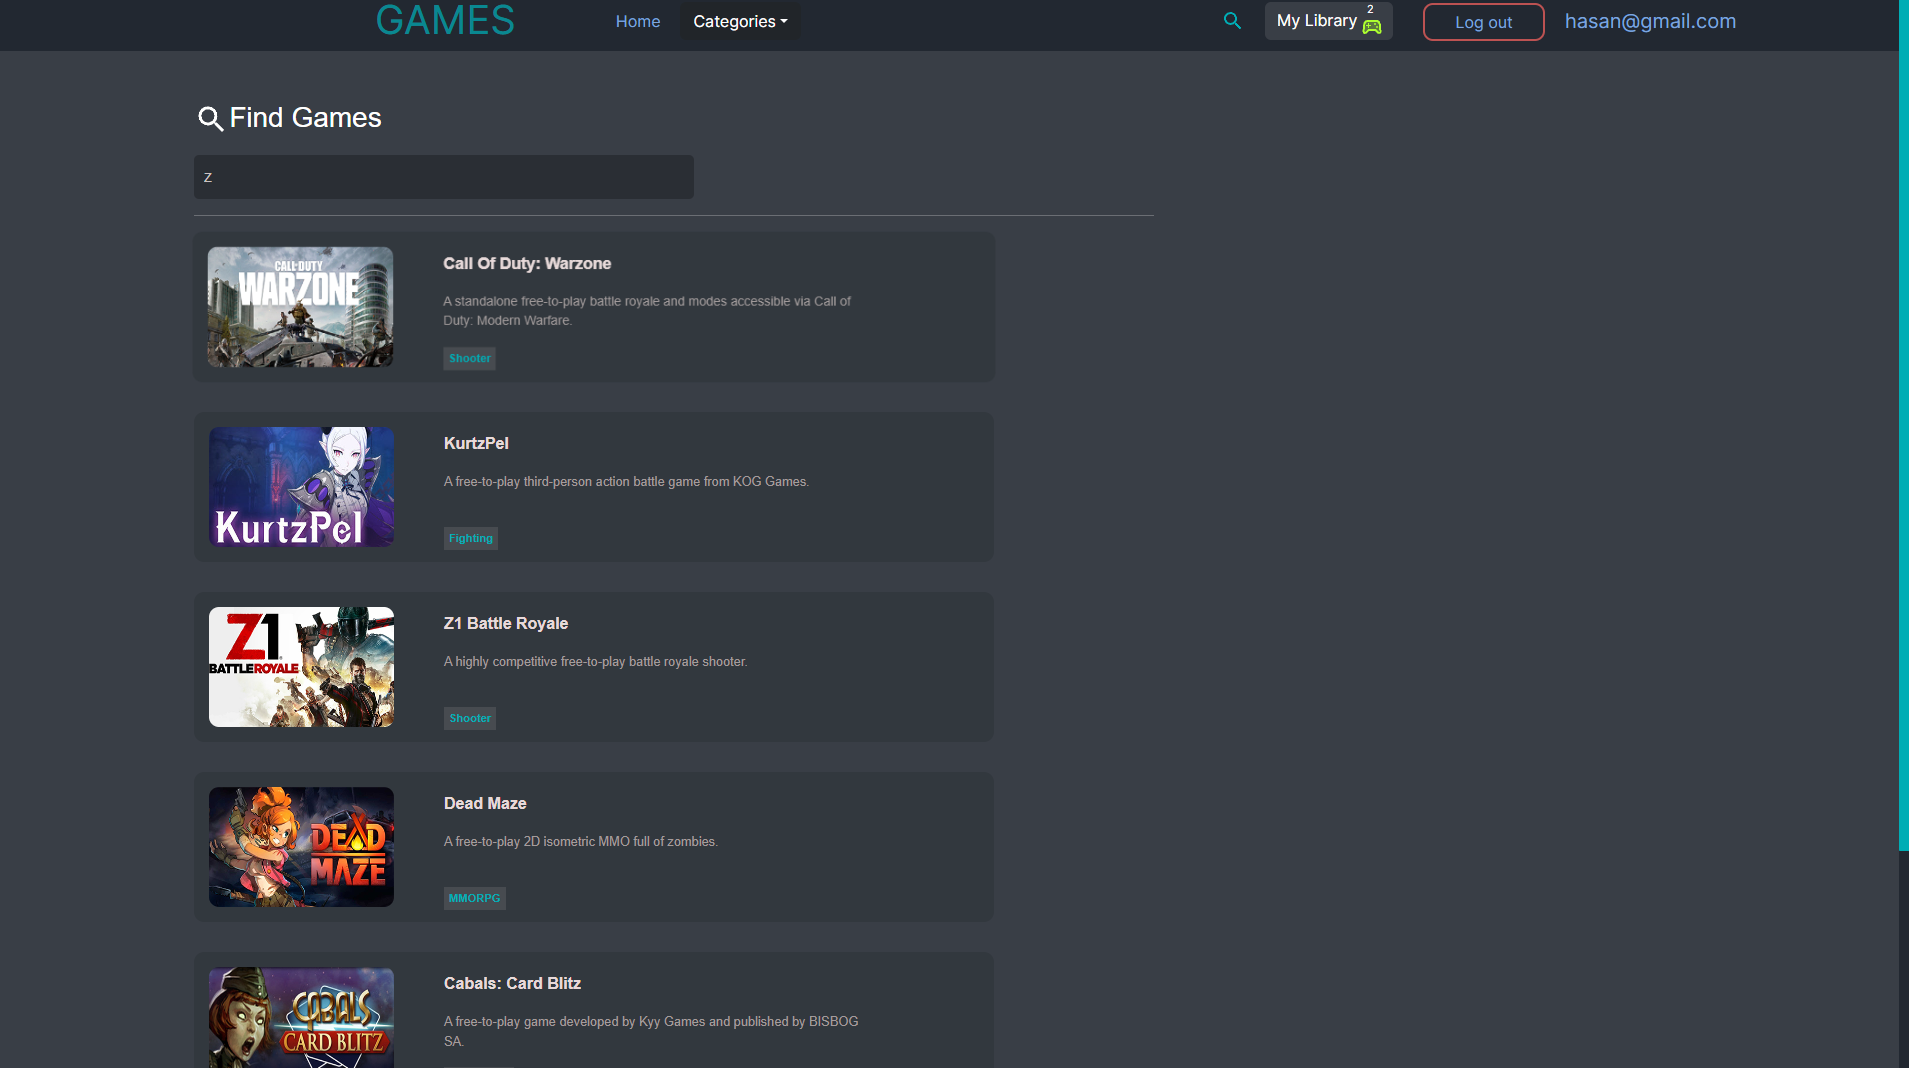 GAMES
Home
Categories
My Library
2
Log out
hasan@gmail.com
Find Games
z
CALL OF DUTY
WARZONE
Call Of Duty: Warzone
A standalone free-to-play battle royale and modes accessible via Call of
Duty: Modern Warfare.
Shooter
KurtzPel
KurtzPel
A free-to-play third-person action battle game from KOG Games.
Fighting
Z1
BATTLEROYALE
Z1 Battle Royale
A highly competitive free-to-play battle royale shooter.
Shooter
DEAD
MAZE
Dead Maze
A free-to-play 2D isometric MMO full of zombies.
MMORPG
CABALS
CARD BLITZ
Cabals: Card Blitz
A free-to-play game developed by Kyy Games and published by BISBOG
SA.